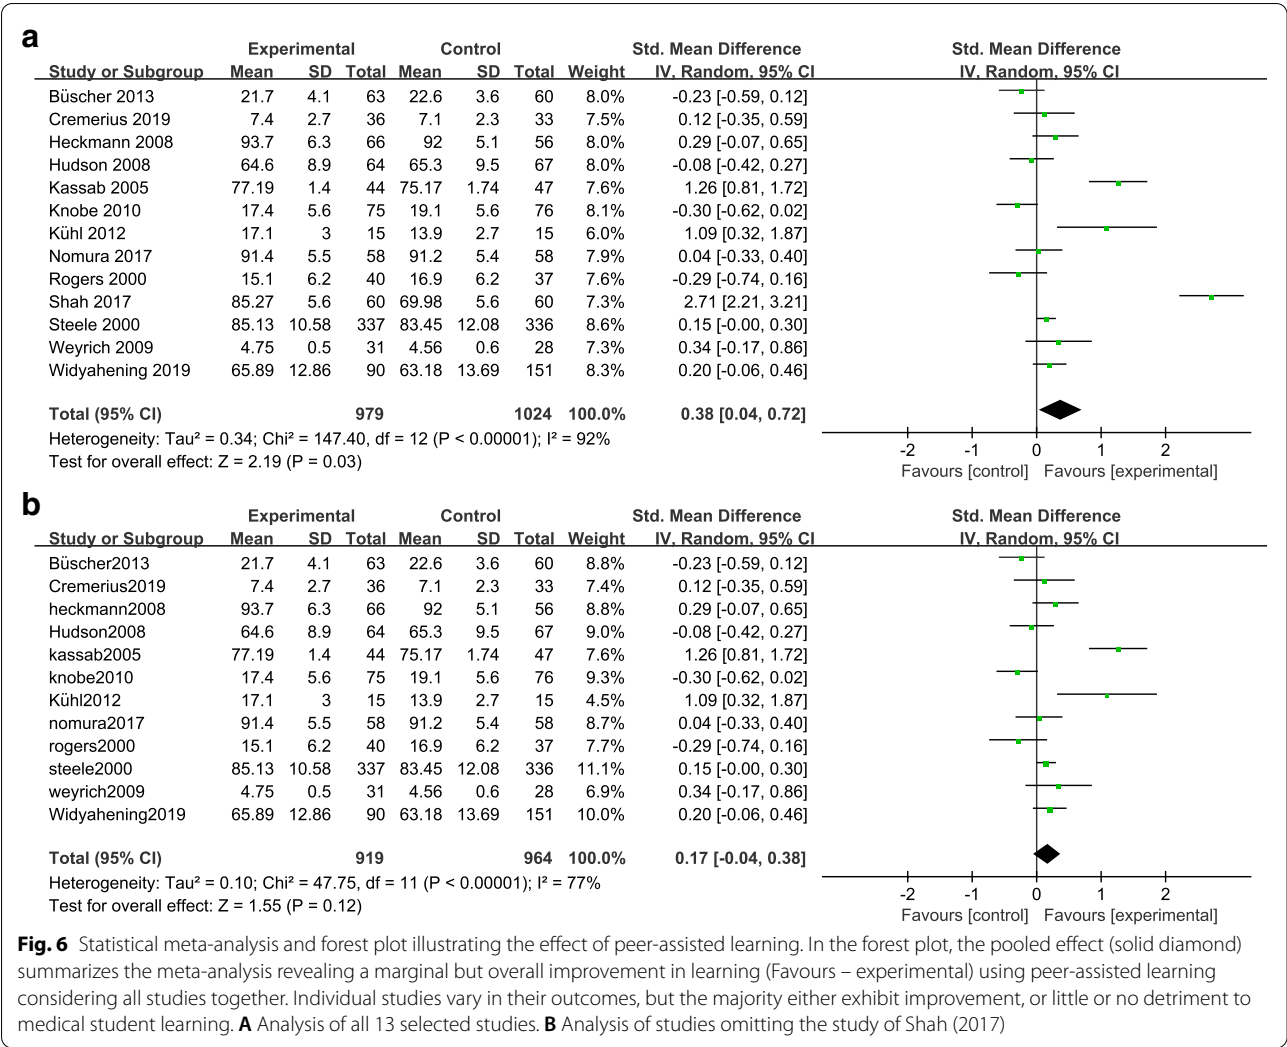 a
Experimental Control Std. Mean Difference Std. Mean Difference
Study or Subgroup Mean SD Total Mean SD Total Weight IV, Random, 95% CI IV, Random, 95% CI
Büscher 2013 21.7 4.1 63 22.6 3.6 60 8.0% -0.23 [-0.59, 0.12]
Cremerius 2019 7.4 2.7 36 7.1 2.3 33 7.5% 0.12 [-0.35, 0.59]
Heckmann 2008 93.7 6.3 66 92 5.1 56 8.0% 0.29 [-0.07, 0.65]
Hudson 2008 64.6 8.9 64 65.3 9.5 67 8.0% -0.08 [-0.42, 0.27]
Kassab 2005 77.19 1.4 44 75.17 1.74 47 7.6% 1.26 [0.81, 1.72]
Knobe 2010 17.4 5.6 75 19.1 5.6 76 8.1% -0.30 [-0.62, 0.02]
Kühl 2012 17.1 3 15 13.9 2.7 15 6.0% 1.09 [0.32, 1.87]
Nomura 2017 91.4 5.5 58 91.2 5.4 58 7.9% 0.04 [-0.33, 0.40]
Rogers 2000 15.1 6.2 40 16.9 6.2 37 7.6% -0.29 [-0.74, 0.16]
Shah 2017 85.27 5.6 60 69.98 5.6 60 7.3% 2.71 [2.21, 3.21]
Steele 2000 85.13 10.58 337 83.45 12.08 336 8.6% 0.15 [-0.00, 0.30]
Weyrich 2009 4.75 0.5 31 4.56 0.6 28 7.3% 0.34 [-0.17, 0.86]
Widyahening 2019 65.89 12.86 90 63.18 13.69 151 8.3% 0.20 [-0.06, 0.46]
Total (95% CI) 979 1024 100.0% 0.38 [0.04, 0.72]
Heterogeneity: Tau² = 0.34; Chi² = 147.40, df = 12 (P < 0.00001); I² = 92%
Test for overall effect: Z = 2.19 (P = 0.03)
-2 -1 0 1 2
Favours [control] Favours [experimental]
b
Experimental Control Std. Mean Difference Std. Mean Difference
Study or Subgroup Mean SD Total Mean SD Total Weight IV, Random, 95% CI IV, Random, 95% CI
Büscher2013 21.7 4.1 63 22.6 3.6 60 8.8% -0.23 [-0.59, 0.12]
Cremerius2019 7.4 2.7 36 7.1 2.3 33 7.4% 0.12 [-0.35, 0.59]
heckmann2008 93.7 6.3 66 92 5.1 56 8.8% 0.29 [-0.07, 0.65]
Hudson2008 64.6 8.9 64 65.3 9.5 67 9.0% -0.08 [-0.42, 0.27]
kassab2005 77.19 1.4 44 75.17 1.74 47 7.6% 1.26 [0.81, 1.72]
knobe2010 17.4 5.6 75 19.1 5.6 76 9.3% -0.30 [-0.62, 0.02]
Kühl2012 17.1 3 15 13.9 2.7 15 4.5% 1.09 [0.32, 1.87]
nomura2017 91.4 5.5 58 91.2 5.4 58 8.7% 0.04 [-0.33, 0.40]
rogers2000 15.1 6.2 40 16.9 6.2 37 7.7% -0.29 [-0.74, 0.16]
steele2000 85.13 10.58 337 83.45 12.08 336 11.1% 0.15 [-0.00, 0.30]
weyrich2009 4.75 0.5 31 4.56 0.6 28 6.9% 0.34 [-0.17, 0.86]
Widyahening2019 65.89 12.86 90 63.18 13.69 151 10.0% 0.20 [-0.06, 0.46]
Total (95% CI) 919 964 100.0% 0.17 [-0.04, 0.38]
Heterogeneity: Tau² = 0.10; Chi² = 47.75, df = 11 (P < 0.00001); I² = 77%
Test for overall effect: Z = 1.55 (P = 0.12)
-2 -1 0 1 2
Favours [control] Favours [experimental]
Fig. 6 Statistical meta-analysis and forest plot illustrating the effect of peer-assisted learning. In the forest plot, the pooled effect (solid diamond)
summarizes the meta-analysis revealing a marginal but overall improvement in learning (Favours – experimental) using peer-assisted learning
considering all studies together. Individual studies vary in their outcomes, but the majority either exhibit improvement, or little or no detriment to
medical student learning. A Analysis of all 13 selected studies. B Analysis of studies omitting the study of Shah (2017)